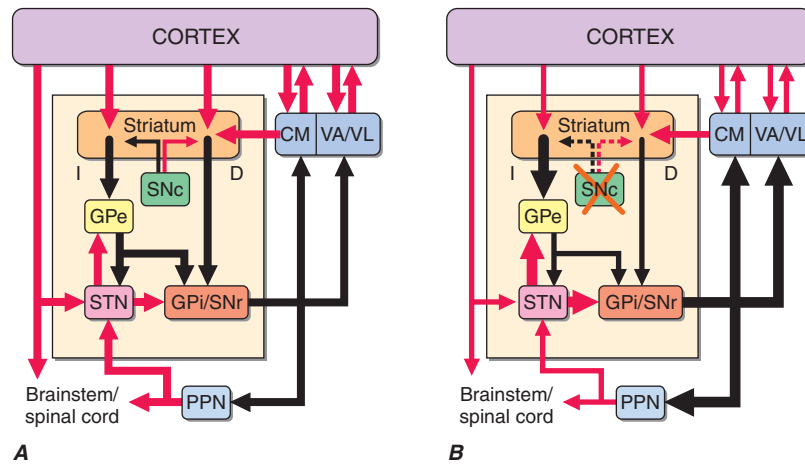 CORTEX
Striatum
CM
VA/VL
I
D
SNc
GPe
STN
GPi/SNr
Brainstem/
spinal cord
PPN
A
CORTEX
Striatum
CM
VA/VL
I
D
SNc
GPe
STN
GPi/SNr
Brainstem/
spinal cord
PPN
B